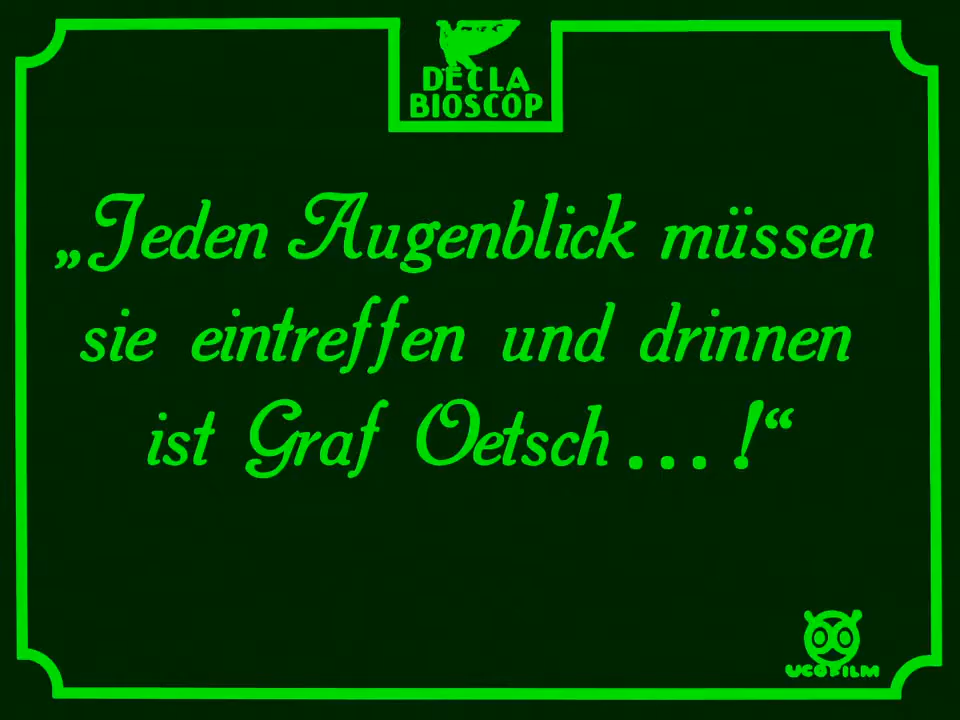 DECLA
BIOSCOP
„Jeden Augenblick müssen
sie eintreffen und drinnen
ist Graf Oetsch...!“
UCOFILM